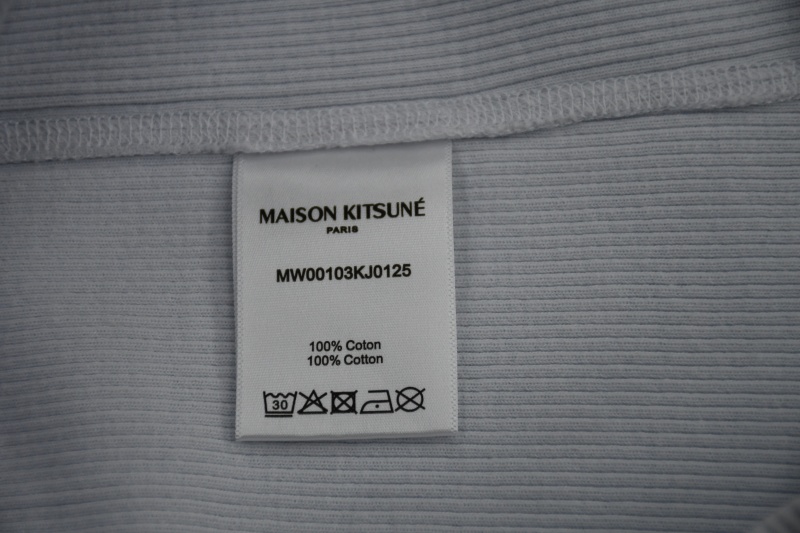 MAISON KITSUNÉ
PARIS
MW00103KJ0125
100% Coton
100% Cotton
30